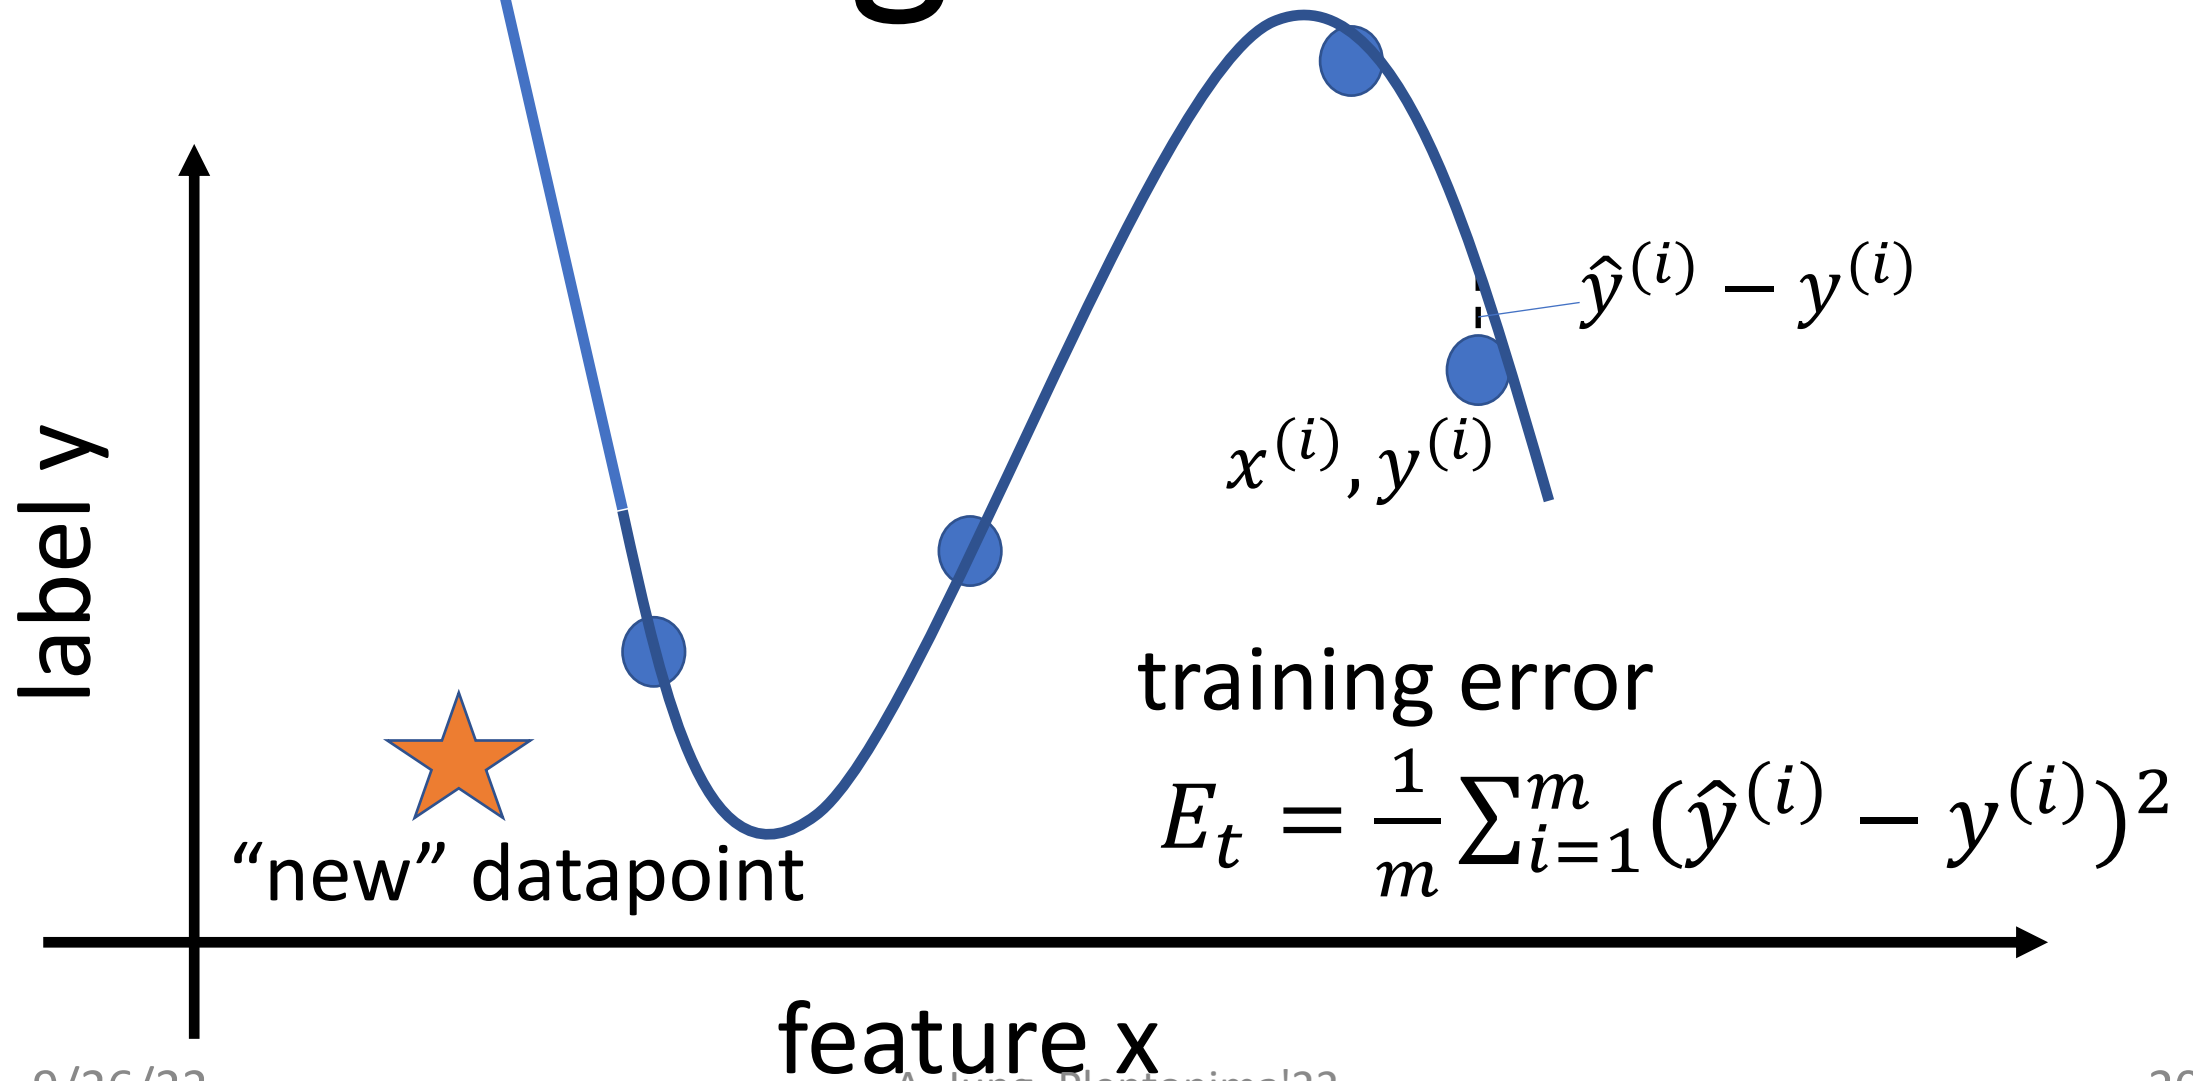 g
ŷ⁽ⁱ⁾ − y⁽ⁱ⁾
x⁽ⁱ⁾, y⁽ⁱ⁾
label y
training error
E_t = 1/m ∑_{i=1}^{m} (ŷ⁽ⁱ⁾ − y⁽ⁱ⁾)²
“new” datapoint
feature x